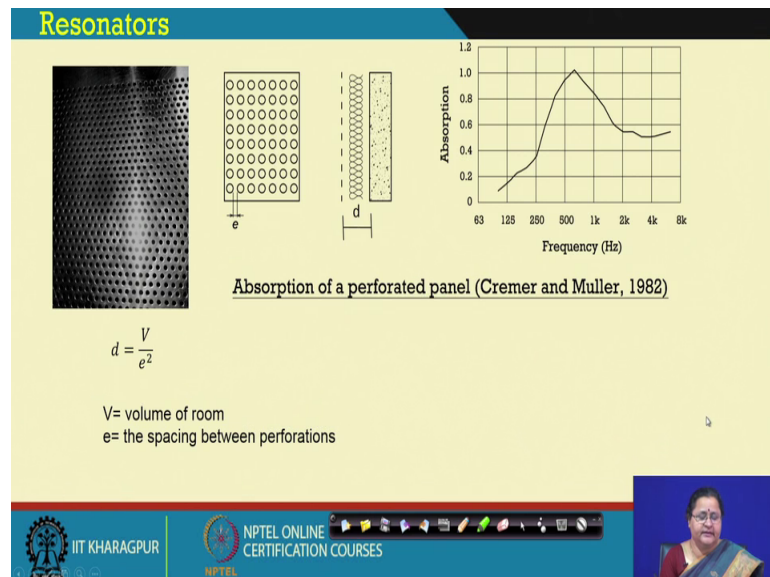 Resonators
e
d
1.2
1.0
0.8
0.6
0.4
0.2
0
Absorption
63 125 250 500 1k 2k 4k 8k
Frequency (Hz)
Absorption of a perforated panel (Cremer and Muller, 1982)
d = V/e²
V= volume of room
e= the spacing between perforations
IIT KHARAGPUR
NPTEL
NPTEL ONLINE
CERTIFICATION COURSES